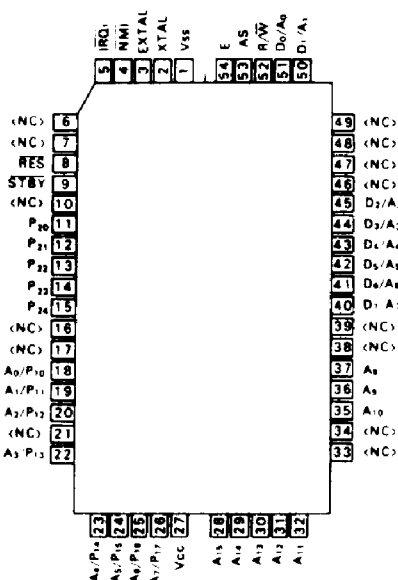 IRQ₁ 5
NMI 4
EXTAL 3
XTAL 2
Vss 1
E 54
AS 53
R/W 52
D₀/A₀ 51
D₁/A₁ 50
(NC) 6
(NC) 7
RES 8
STBY 9
(NC) 10
P₂₀ 11
P₂₁ 12
P₂₂ 13
P₂₃ 14
P₂₄ 15
(NC) 16
(NC) 17
A₀/P₁₀ 18
A₁/P₁₁ 19
A₂/P₁₂ 20
(NC) 21
A₃/P₁₃ 22
49 (NC)
48 (NC)
47 (NC)
46 (NC)
45 D₂/A
44 D₃/A
43 D₄/A₄
42 D₅/A₅
41 D₆/A₆
40
39 (NC)
38 (NC)
37 A₈
36 A₉
35 A₁₀
34 (NC)
33 (NC)
23 A₄/P₁₄
24 A₅/P₁₅
25 A₆/P₁₆
26 A₇/P₁₇
27 Vcc
28 A₁₅
29 A₁₄
30 A₁₃
31 A₁₂
32 A₁₁